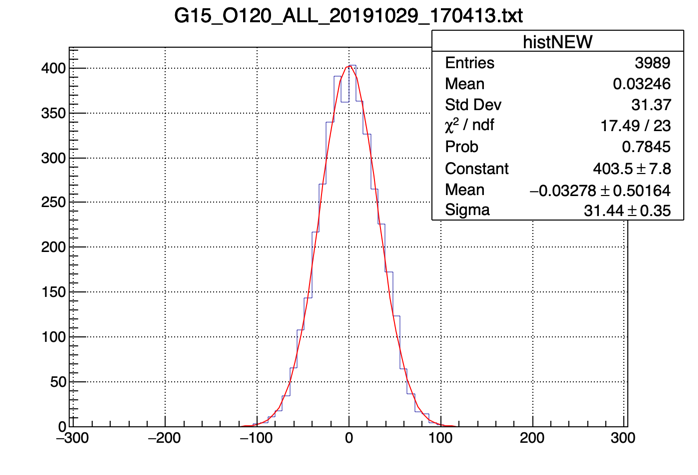 G15_O120_ALL_20191029_170413.txt
histNEW
Entries 3989
Mean 0.03246
Std Dev 31.37
χ² / ndf 17.49 / 23
Prob 0.7845
Constant 403.5 ± 7.8
Mean −0.03278 ± 0.50164
Sigma 31.44 ± 0.35
400
350
300
250
200
150
100
50
0
−300 −200 −100 0 100 200 300